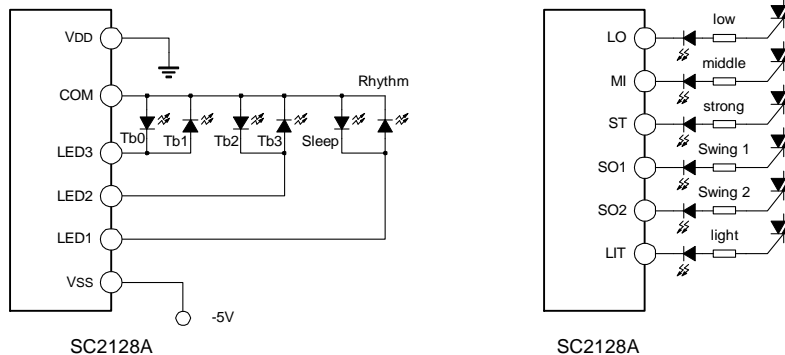 VDD
COM
Rhythm
Tb0
Tb1
Tb2
Tb3
Sleep
LED3
LED2
LED1
VSS
-5V
SC2128A
LO
low
MI
middle
ST
strong
SO1
Swing 1
SO2
Swing 2
LIT
light
SC2128A